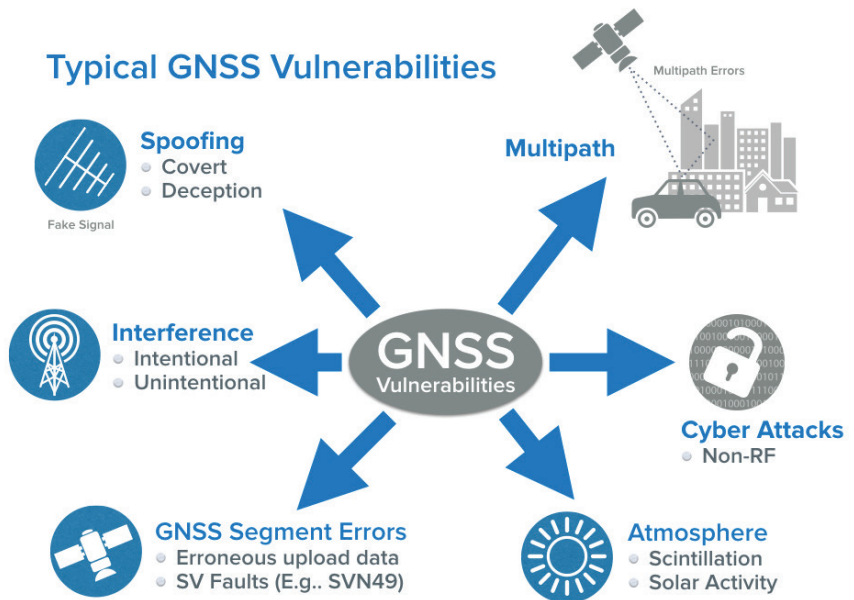 Typical GNSS Vulnerabilities
Multipath Errors
Spoofing
Covert
Deception
Fake Signal
Multipath
Interference
Intentional
Unintentional
GNSS
Vulnerabilities
Cyber Attacks
Non-RF
GNSS Segment Errors
Erroneous upload data
SV Faults (E.g.. SVN49)
Atmosphere
Scintillation
Solar Activity